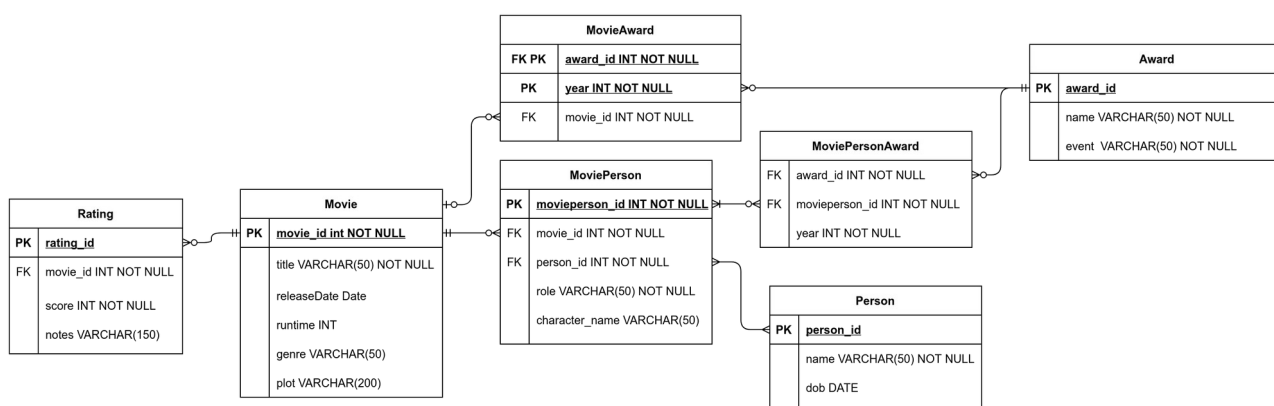 MovieAward
FK PK award_id INT NOT NULL
PK year INT NOT NULL
FK movie_id INT NOT NULL
Award
PK award_id
name VARCHAR(50) NOT NULL
event VARCHAR(50) NOT NULL
MoviePersonAward
FK award_id INT NOT NULL
FK movieperson_id INT NOT NULL
year INT NOT NULL
MoviePerson
PK movieperson_id INT NOT NULL
FK movie_id INT NOT NULL
FK person_id INT NOT NULL
role VARCHAR(50) NOT NULL
character_name VARCHAR(50)
Movie
PK movie_id int NOT NULL
title VARCHAR(50) NOT NULL
releaseDate Date
runtime INT
genre VARCHAR(50)
plot VARCHAR(200)
Rating
PK rating_id
FK movie_id INT NOT NULL
score INT NOT NULL
notes VARCHAR(150)
Person
PK person_id
name VARCHAR(50) NOT NULL
dob DATE